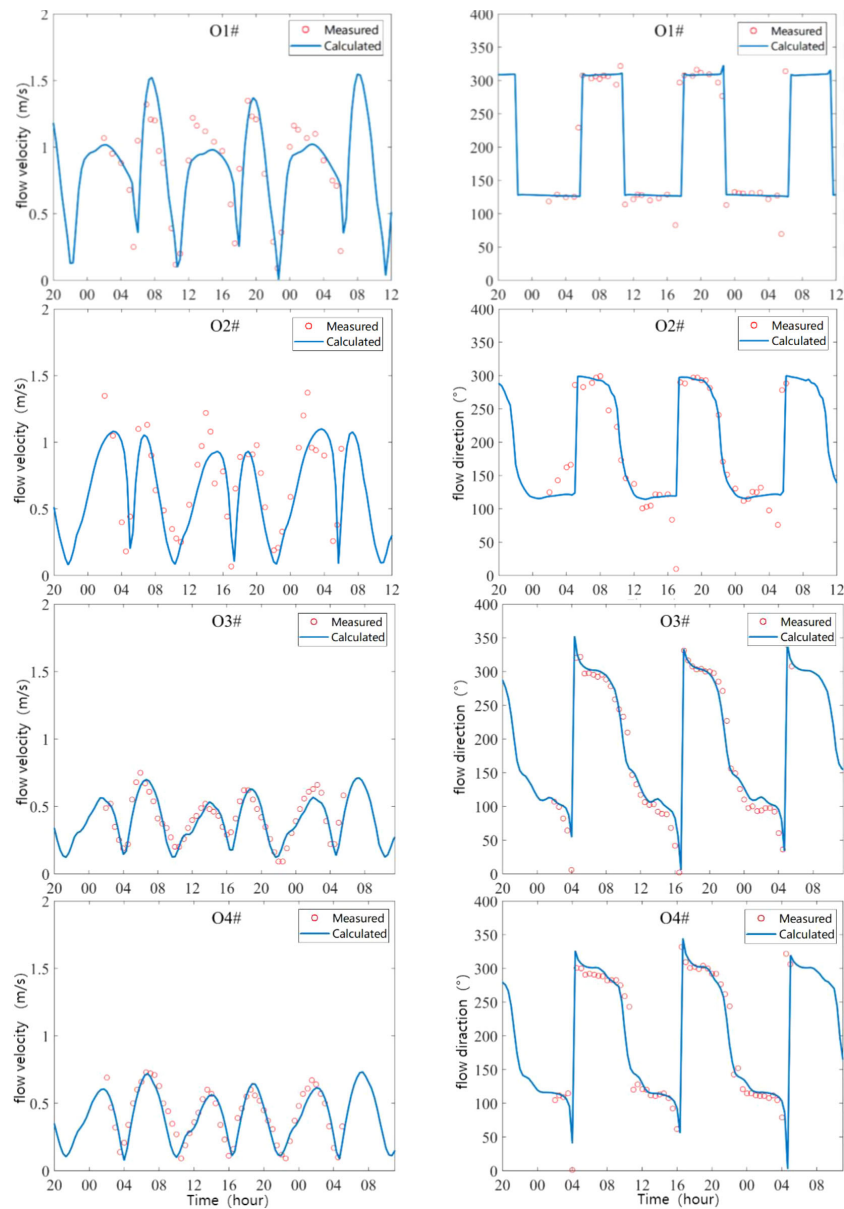 O1#
Measured
Calculated
flow velocity (m/s)
2
1.5
1
0.5
0
20 00 04 08 12 16 20 00 04 08 12
O1#
Measured
Calculated
400
350
300
250
200
150
100
50
0
20 00 04 08 12 16 20 00 04 08 12
O2#
Measured
Calculated
flow velocity (m/s)
2
1.5
1
0.5
0
20 00 04 08 12 16 20 00 04 08 12
O2#
Measured
Calculated
flow direction (°)
400
350
300
250
200
150
100
50
0
20 00 04 08 12 16 20 00 04 08 12
O3#
Measured
Calculated
flow velocity (m/s)
2
1.5
1
0.5
0
20 00 04 08 12 16 20 00 04 08
O3#
Measured
Calculated
flow direction (°)
400
350
300
250
200
150
100
50
0
20 00 04 08 12 16 20 00 04 08
O4#
Measured
Calculated
flow velocity (m/s)
2
1.5
1
0.5
0
20 00 04 08 12 16 20 00 04 08
Time (hour)
O4#
Measured
Calculated
flow diraction (°)
400
350
300
250
200
150
100
50
0
20 00 04 08 12 16 20 00 04 08
Time (hour)